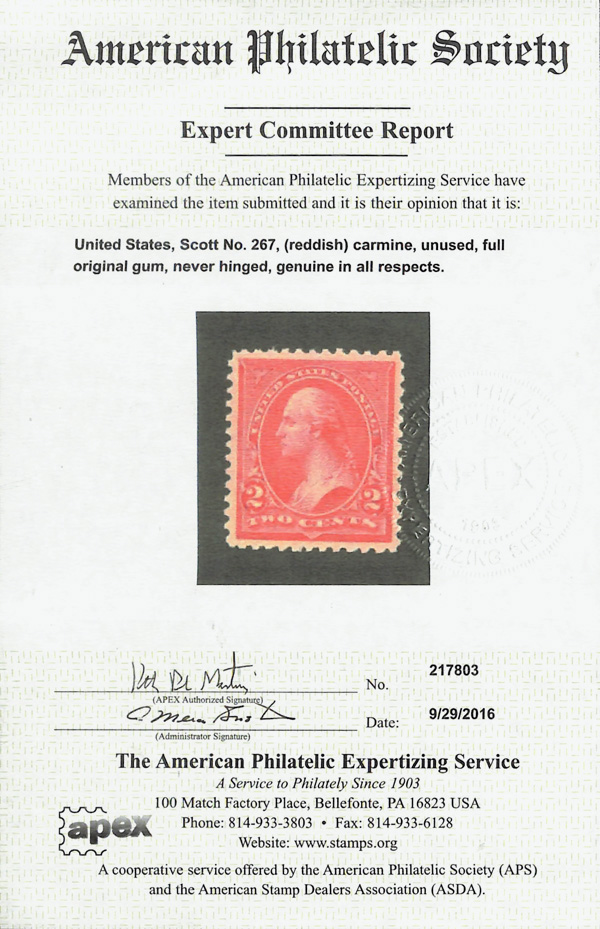 American Philatelic Society
Expert Committee Report
Members of the American Philatelic Expertizing Service have
examined the item submitted and it is their opinion that it is:
United States, Scott No. 267, (reddish) carmine, unused, full
original gum, never hinged, genuine in all respects.
UNITED STATES POSTAGE
2 2
TWO CENTS
APEX
No. 217803
(APEX Authorized Signature)
Date: 9/29/2016
(Administrator Signature)
The American Philatelic Expertizing Service
A Service to Philately Since 1903
100 Match Factory Place, Bellefonte, PA 16823 USA
apex
Phone: 814-933-3803 • Fax: 814-933-6128
Website: www.stamps.org
A cooperative service offered by the American Philatelic Society (APS)
and the American Stamp Dealers Association (ASDA).